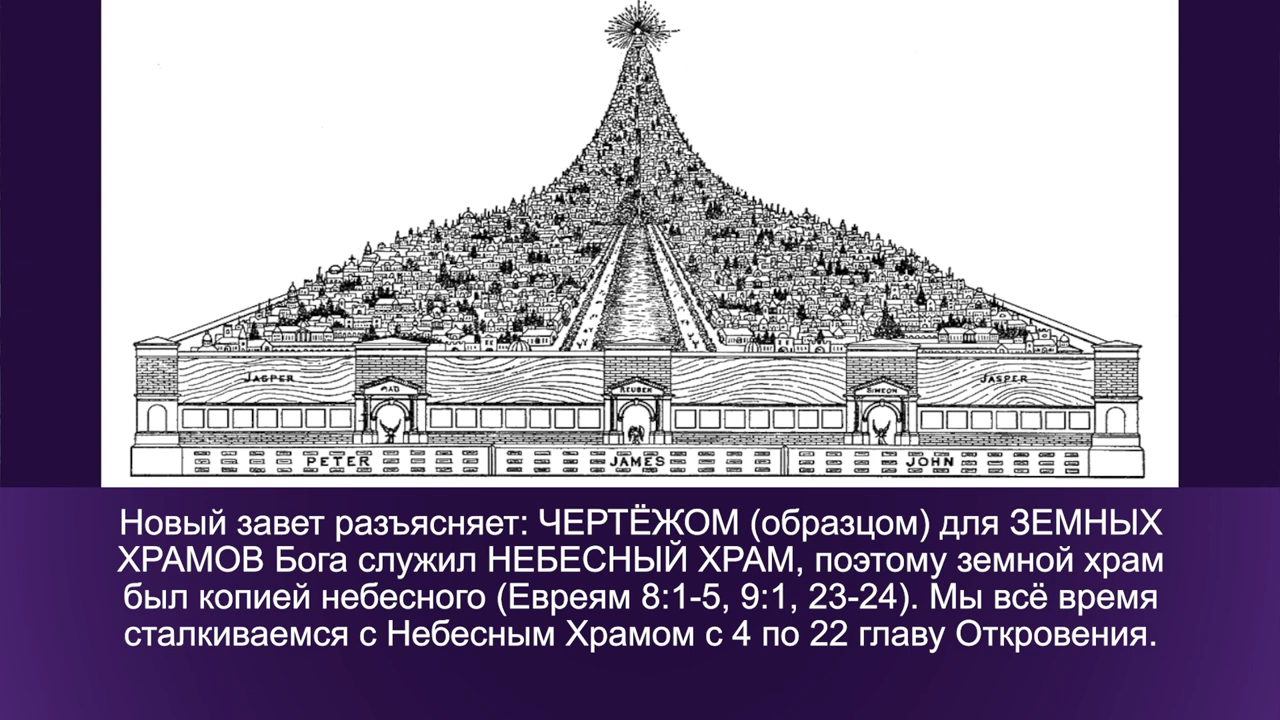 JASPER
JASPER
GAD
REUBEN
SIMEON
PETER
JAMES
JOHN
Новый завет разъясняет: ЧЕРТЁЖОМ (образцом) для ЗЕМНЫХ
ХРАМОВ Бога служил НЕБЕСНЫЙ ХРАМ, поэтому земной храм
был копией небесного (Евреям 8:1-5, 9:1, 23-24). Мы всё время
сталкиваемся с Небесным Храмом с 4 по 22 главу Откровения.